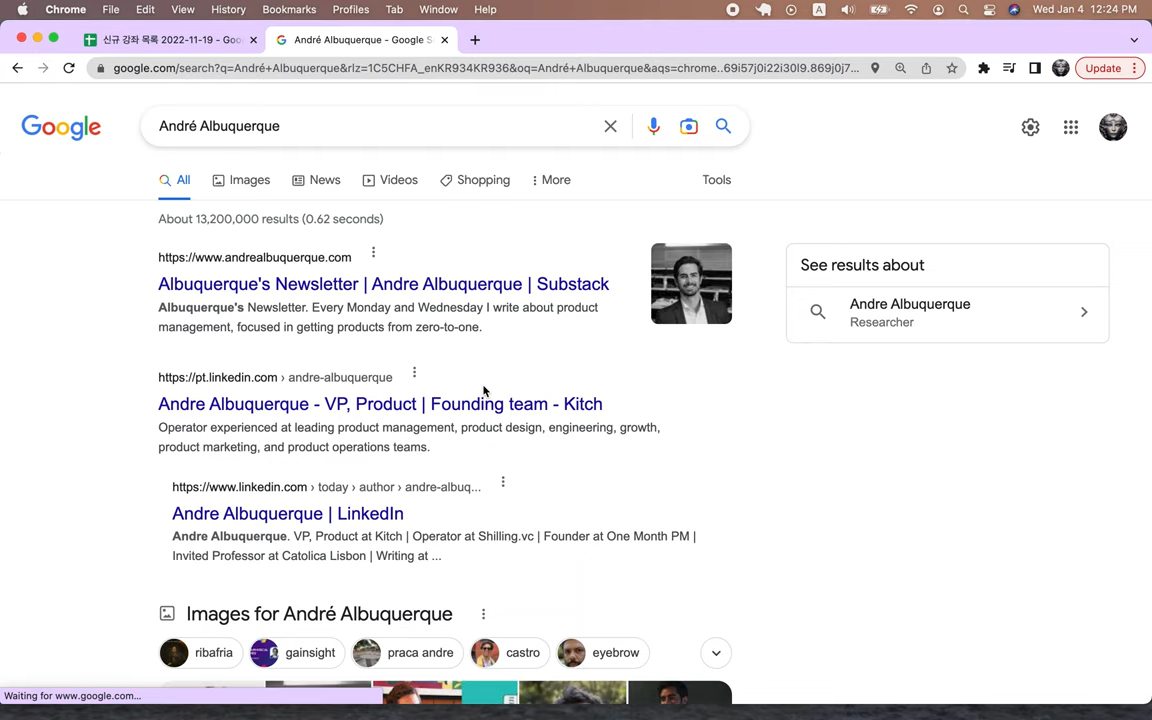 Chrome File Edit View History Bookmarks Profiles Tab Window Help A Wed Jan 4 12:24 PM
신규 강좌 목록 2022-11-19 - Goo André Albuquerque - Google S
google.com/search?q=André+Albuquerque&rlz=1C5CHFA_enKR934KR936&oq=André+Albuquerque&aqs=chrome..69i57j0i22i30l9.869j0j7... Update
Google André Albuquerque
All Images News Videos Shopping More Tools
About 13,200,000 results (0.62 seconds)
https://www.andrealbuquerque.com
Albuquerque's Newsletter | Andre Albuquerque | Substack
Albuquerque's Newsletter. Every Monday and Wednesday I write about product
management, focused in getting products from zero-to-one.
See results about
Andre Albuquerque
Researcher
https://pt.linkedin.com › andre-albuquerque
Andre Albuquerque - VP, Product | Founding team - Kitch
Operator experienced at leading product management, product design, engineering, growth,
product marketing, and product operations teams.
https://www.linkedin.com › today › author › andre-albuq...
Andre Albuquerque | LinkedIn
Andre Albuquerque. VP, Product at Kitch | Operator at Shilling.vc | Founder at One Month PM |
Invited Professor at Catolica Lisbon | Writing at ...
Images for André Albuquerque
ribafria gainsight praca andre castro eyebrow
Waiting for www.google.com...